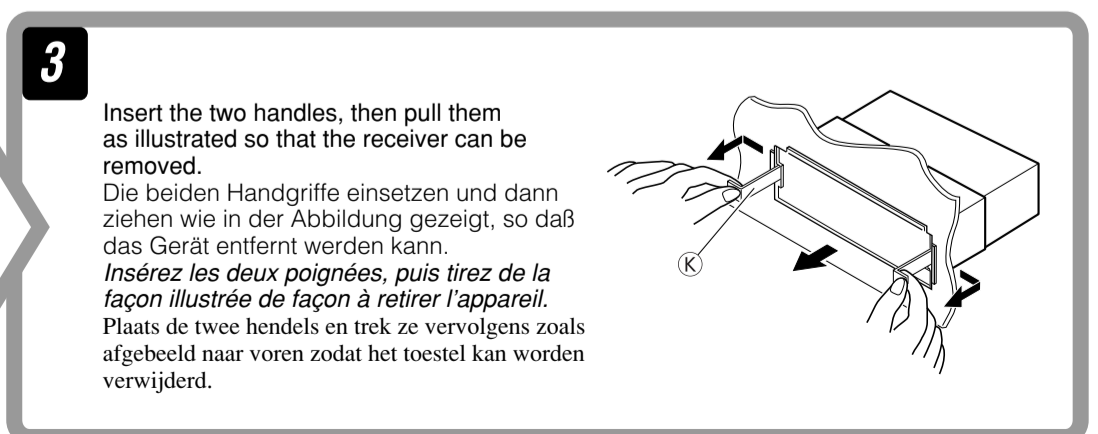 3
Insert the two handles, then pull them
as illustrated so that the receiver can be
removed.
Die beiden Handgriffe einsetzen und dann
ziehen wie in der Abbildung gezeigt, so daß
das Gerät entfernt werden kann.
Insérez les deux poignées, puis tirez de la
façon illustrée de façon à retirer l'appareil.
Plaats de twee hendels en trek ze vervolgens zoals
afgebeeld naar voren zodat het toestel kan worden
verwijderd.
Ⓚ